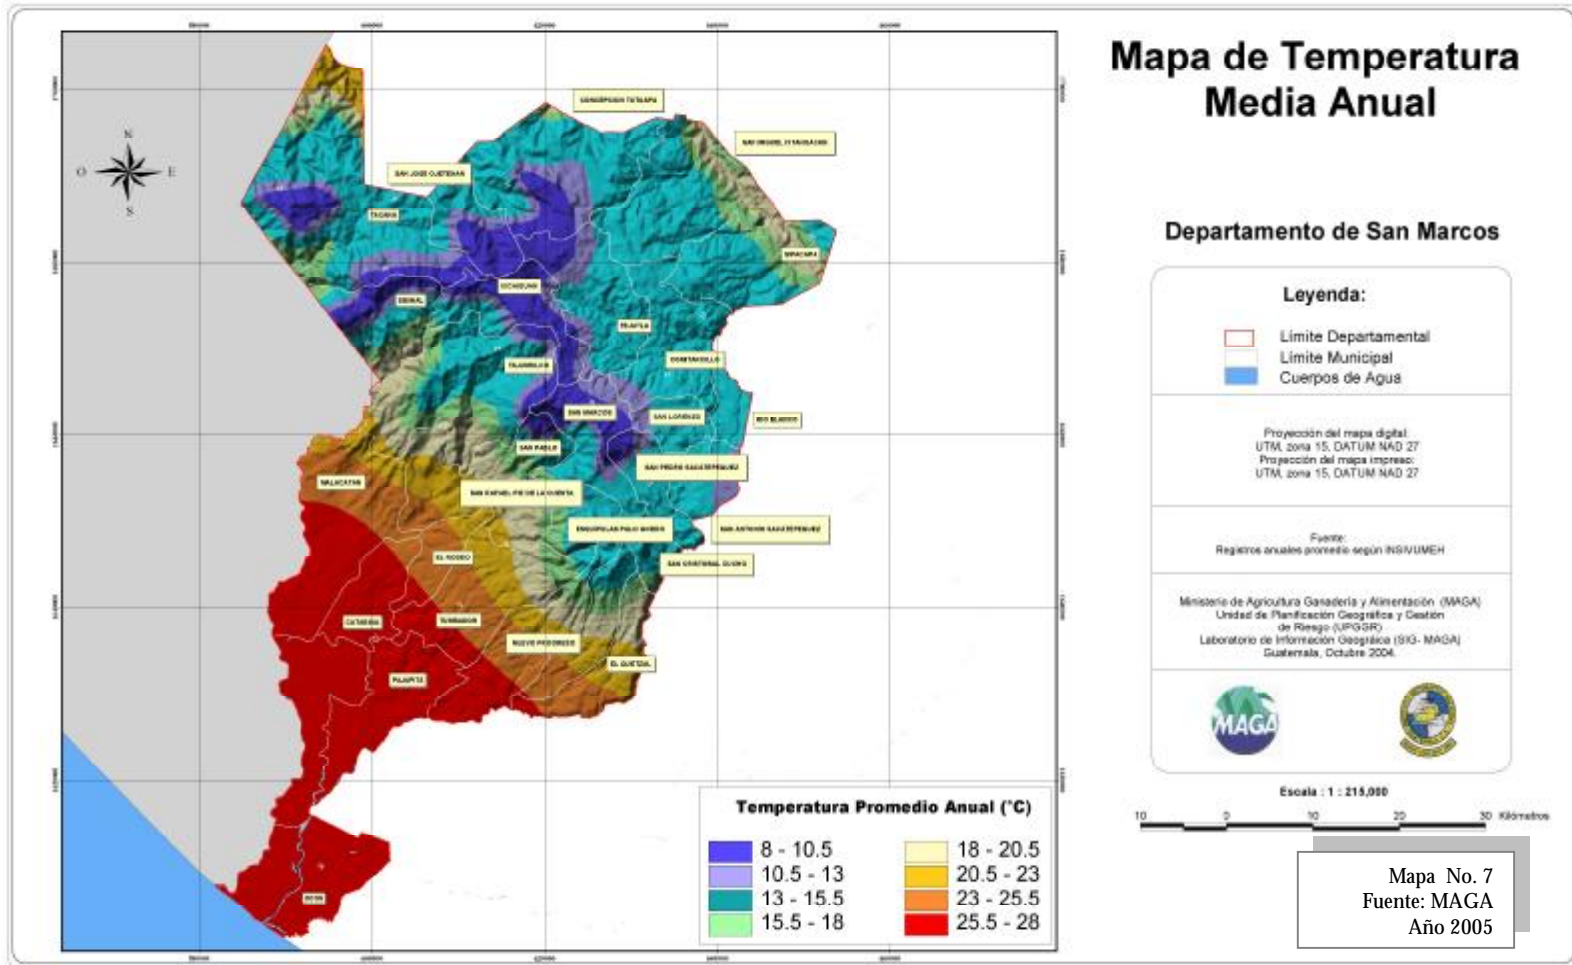 Mapa de Temperatura
Media Anual
Departamento de San Marcos
Leyenda:
Límite Departamental
Límite Municipal
Cuerpos de Agua
Proyección del mapa digital:
UTM, zona 15, DATUM NAD 27
Proyección del mapa impreso:
UTM, zona 15, DATUM NAD 27
Fuente:
Registros anuales promedio según INSIVUMEH
Ministerio de Agricultura Ganadería y Alimentación (MAGA)
Unidad de Planificación Geográfica y Gestión
de Riesgo (UPGGR)
Laboratorio de Información Geográfica (SIG- MAGA)
Guatemala, Octubre 2004.
MAGA
Escala : 1 : 215,000
10 0 10 20 30 Kilómetros
Mapa No. 7
Fuente: MAGA
Año 2005
N
O E
S
CONCEPCION TUTUAPA
SAN MIGUEL IXTAHUACAN
SAN JOSE OJETENAN
TACANA
SIPACAPA
IXCHIGUAN
SIBINAL
TEJUTLA
COMITANCILLO
TAJUMULCO
SAN MARCOS
SAN LORENZO
RIO BLANCO
SAN PABLO
SAN PEDRO SACATEPEQUEZ
MALACATAN
SAN RAFAEL PIE DE LA CUESTA
ESQUIPULAS PALO GORDO
SAN ANTONIO SACATEPEQUEZ
EL RODEO
SAN CRISTOBAL CUCHO
CATARINA
TUMBADOR
NUEVO PROGRESO
EL QUETZAL
PAJAPITA
OCOS
Temperatura Promedio Anual (°C)
8 - 10.5
10.5 - 13
13 - 15.5
15.5 - 18
18 - 20.5
20.5 - 23
23 - 25.5
25.5 - 28